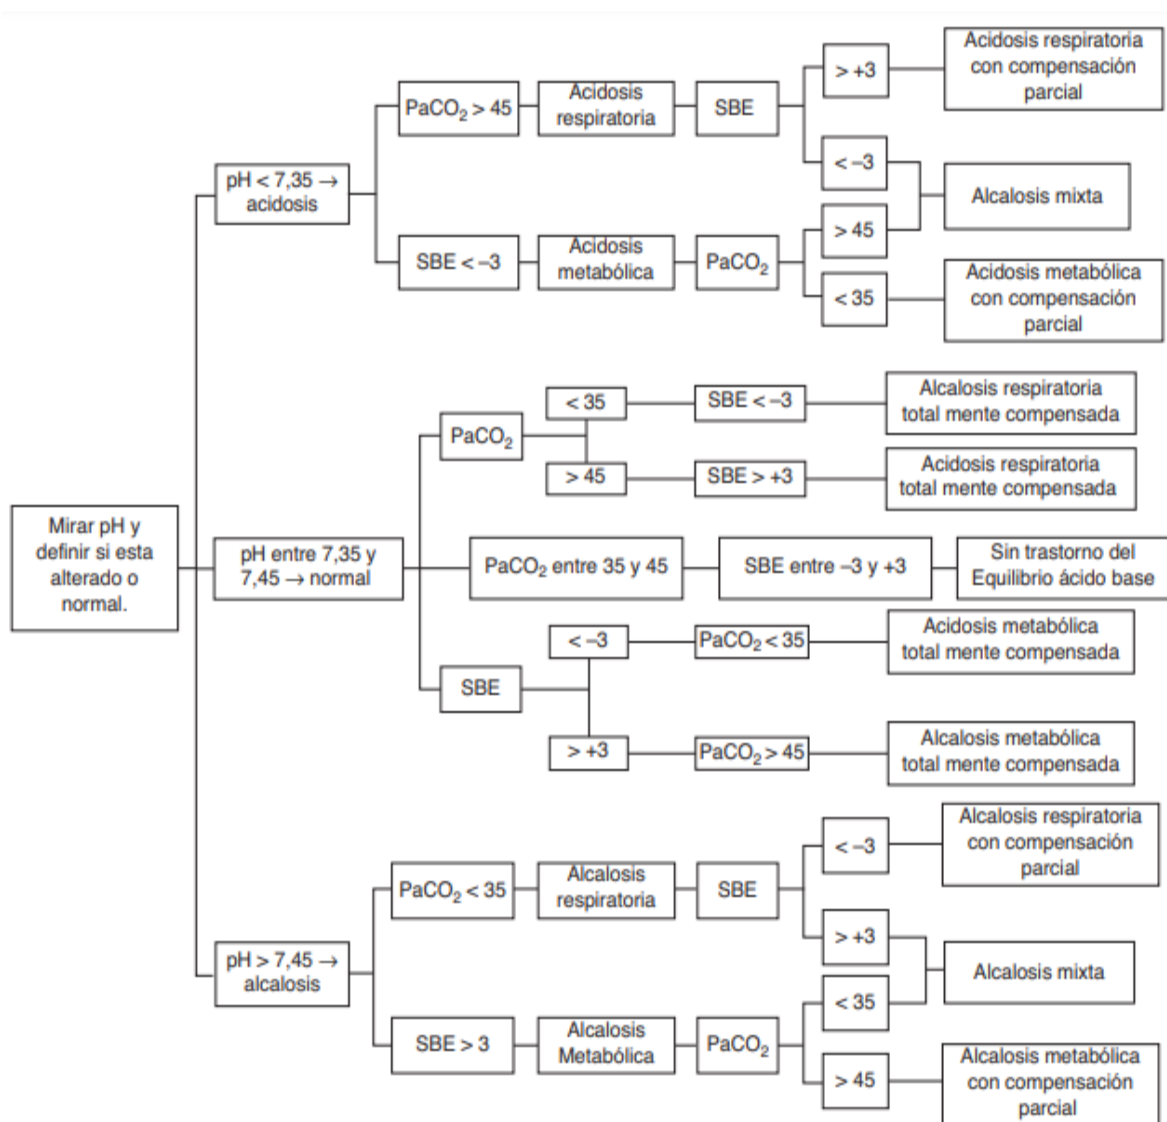 Mirar pH y
definir si esta
alterado o
normal.
pH < 7,35 →
acidosis
PaCO₂ > 45
Acidosis
respiratoria
SBE
> +3
Acidosis respiratoria
con compensación
parcial
< –3
Alcalosis mixta
SBE < –3
Acidosis
metabólica
PaCO₂
> 45
< 35
Acidosis metabólica
con compensación
parcial
pH entre 7,35 y
7,45 → normal
PaCO₂
< 35
SBE < –3
Alcalosis respiratoria
total mente compensada
> 45
SBE > +3
Acidosis respiratoria
total mente compensada
PaCO₂ entre 35 y 45
SBE entre –3 y +3
Sin trastorno del
Equilibrio ácido base
SBE
< –3
PaCO₂ < 35
Acidosis metabólica
total mente compensada
> +3
PaCO₂ > 45
Alcalosis metabólica
total mente compensada
pH > 7,45 →
alcalosis
PaCO₂ < 35
Alcalosis
respiratoria
SBE
< –3
Alcalosis respiratoria
con compensación
parcial
> +3
Alcalosis mixta
SBE > 3
Alcalosis
Metabólica
PaCO₂
< 35
> 45
Alcalosis metabólica
con compensación
parcial